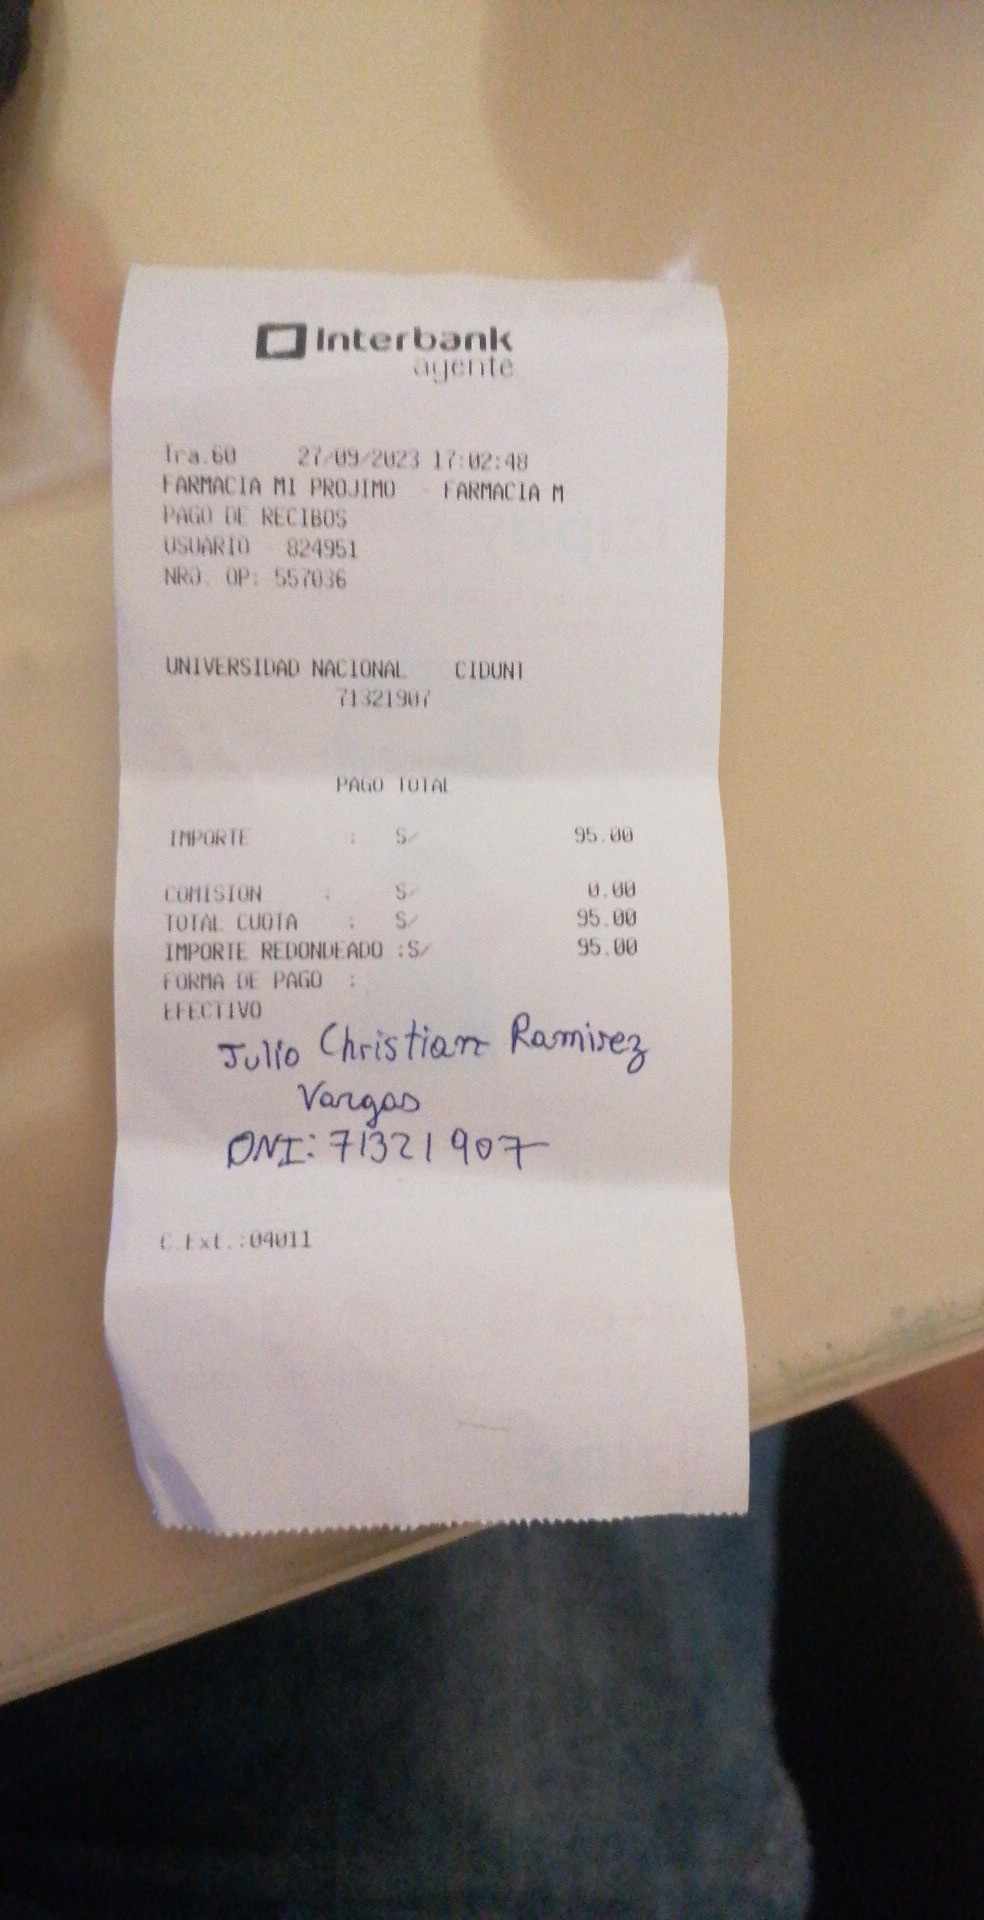 Interbank
agente
Tra.60 27/09/2023 17:02:48
FARMACIA MI PROJIMO - FARMACIA M
PAGO DE RECIBOS
USUARIO 824951
NRO. OP: 557036
UNIVERSIDAD NACIONAL CIDUNI
71321907
PAGO TOTAL
IMPORTE : S/ 95.00
COMISION : S/ 0.00
TOTAL CUOTA : S/ 95.00
IMPORTE REDONDEADO :S/ 95.00
FORMA DE PAGO :
EFECTIVO
Julio Christian Ramirez
Vargas
DNI: 71321907
C.Ext.:04011